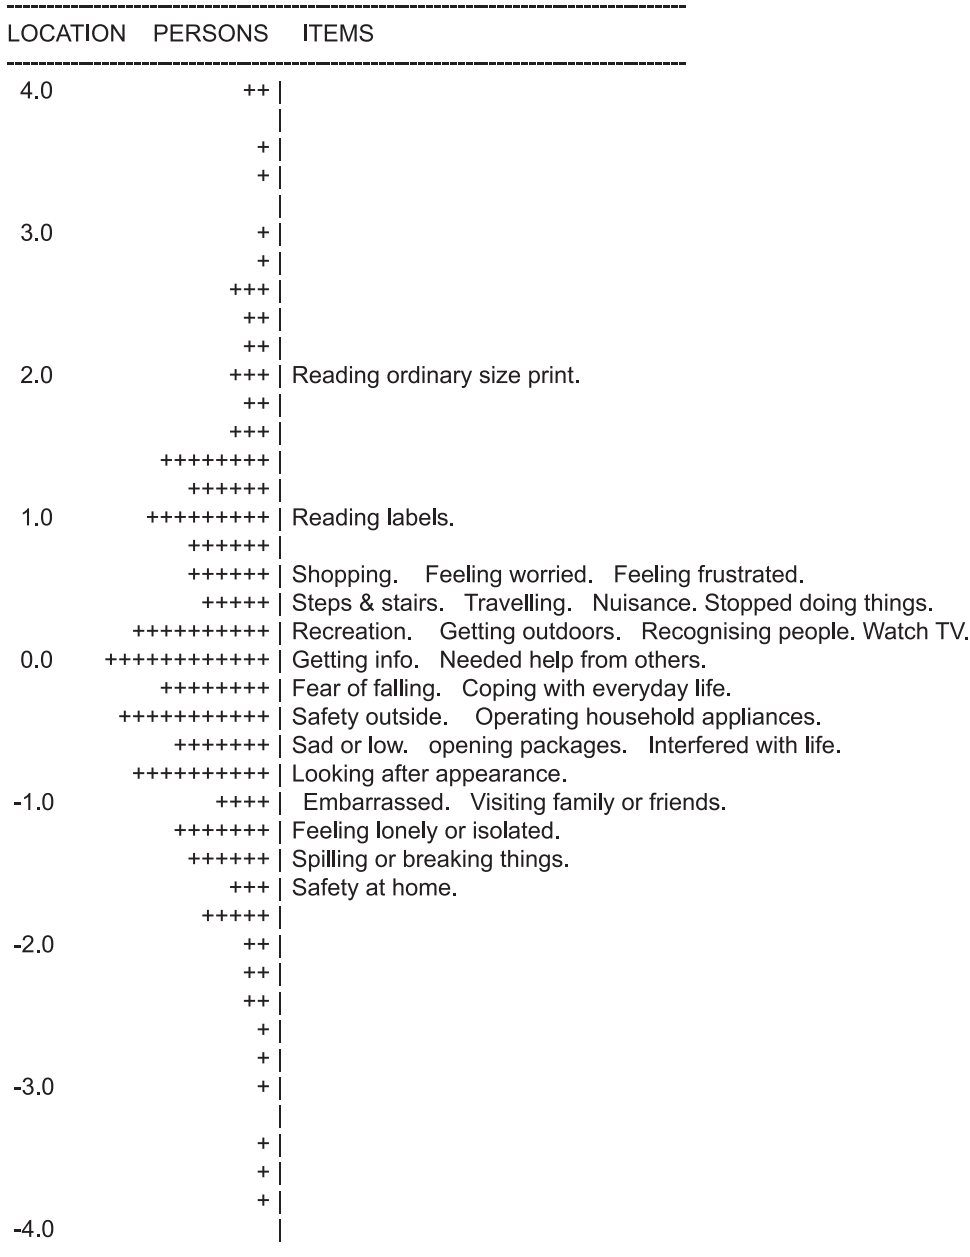 LOCATION PERSONS ITEMS
4.0 ++ |
|
+ |
+ |
|
3.0 + |
+ |
+++ |
++ |
++ |
2.0 +++ | Reading ordinary size print.
++ |
+++ |
++++++++ |
++++++ |
1.0 +++++++++ | Reading labels.
++++++ |
++++++ | Shopping. Feeling worried. Feeling frustrated.
+++++ | Steps & stairs. Travelling. Nuisance. Stopped doing things.
++++++++++ | Recreation. Getting outdoors. Recognising people. Watch TV.
0.0 ++++++++++++ | Getting info. Needed help from others.
++++++++ | Fear of falling. Coping with everyday life.
+++++++++++ | Safety outside. Operating household appliances.
+++++++ | Sad or low. opening packages. Interfered with life.
++++++++++ | Looking after appearance.
-1.0 ++++ | Embarrassed. Visiting family or friends.
+++++++ | Feeling lonely or isolated.
++++++ | Spilling or breaking things.
+++ | Safety at home.
+++++ |
-2.0 ++ |
++ |
++ |
+ |
+ |
-3.0 + |
|
+ |
+ |
+ |
-4.0 |